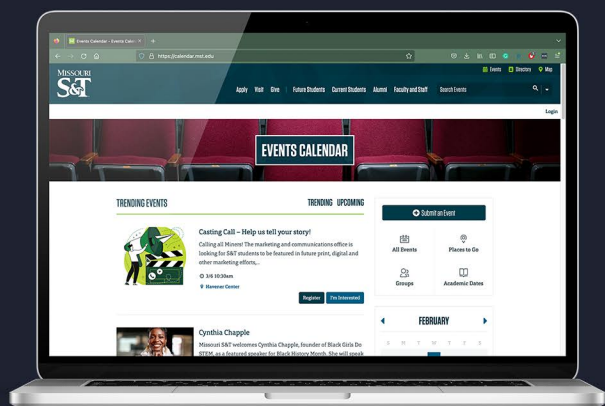 Events Calendar - Events Calen
https://calendar.mst.edu
Events Directory Map
MISSOURI
S&T
Apply Visit Give Future Students Current Students Alumni Faculty and Staff Search Events
Login
EVENTS CALENDAR
TRENDING EVENTS TRENDING UPCOMING
Casting Call – Help us tell your story!
Calling all Miners! The marketing and communications office is
looking for S&T students to be featured in future print, digital and
other marketing efforts,...
3/6 10:30am
Havener Center
Register I'm Interested
Cynthia Chapple
Missouri S&T welcomes Cynthia Chapple, founder of Black Girls Do
STEM, as a featured speaker for Black History Month. She will speak
Submit an Event
All Events Places to Go
Groups Academic Dates
FEBRUARY
S M T W T F S